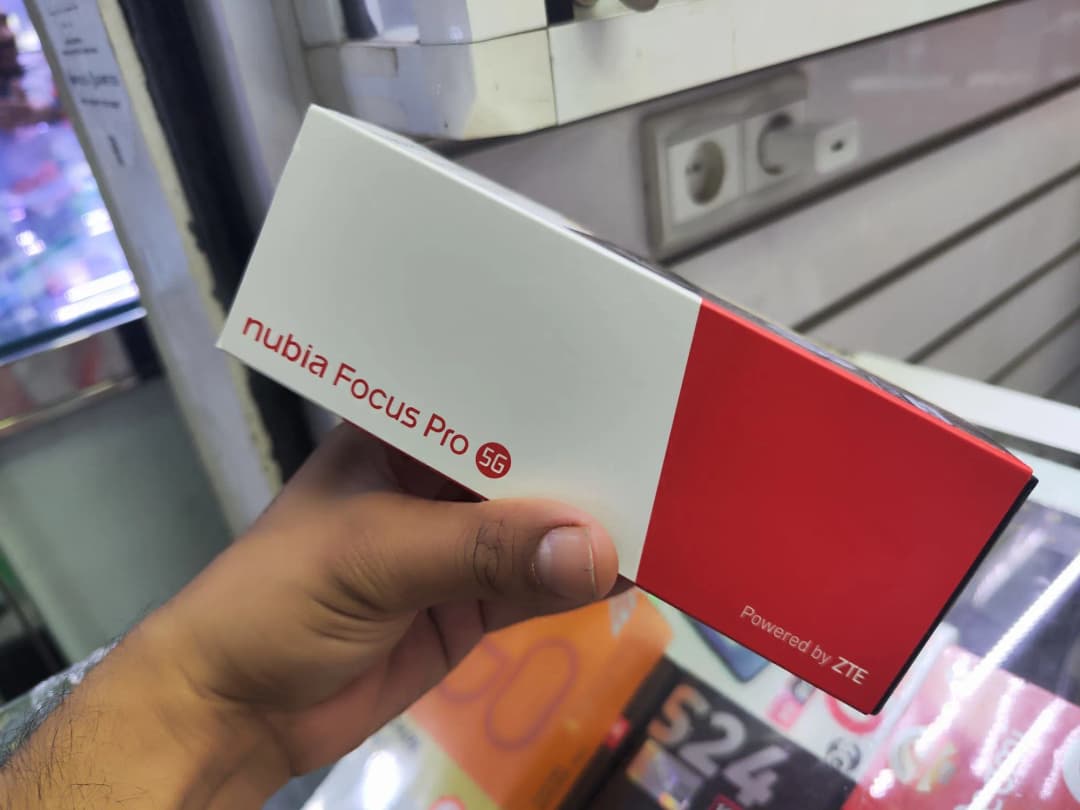 nubia Focus Pro 5G
Powered by ZTE
S24